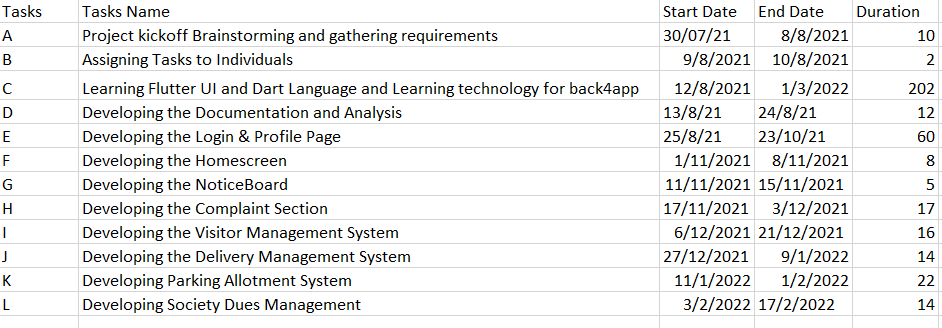 Tasks Tasks Name Start Date End Date Duration
A Project kickoff Brainstorming and gathering requirements 30/07/21 8/8/2021 10
B Assigning Tasks to Individuals 9/8/2021 10/8/2021 2
C Learning Flutter UI and Dart Language and Learning technology for back4app 12/8/2021 1/3/2022 202
D Developing the Documentation and Analysis 13/8/21 24/8/21 12
E Developing the Login & Profile Page 25/8/21 23/10/21 60
F Developing the Homescreen 1/11/2021 8/11/2021 8
G Developing the NoticeBoard 11/11/2021 15/11/2021 5
H Developing the Complaint Section 17/11/2021 3/12/2021 17
I Developing the Visitor Management System 6/12/2021 21/12/2021 16
J Developing the Delivery Management System 27/12/2021 9/1/2022 14
K Developing Parking Allotment System 11/1/2022 1/2/2022 22
L Developing Society Dues Management 3/2/2022 17/2/2022 14